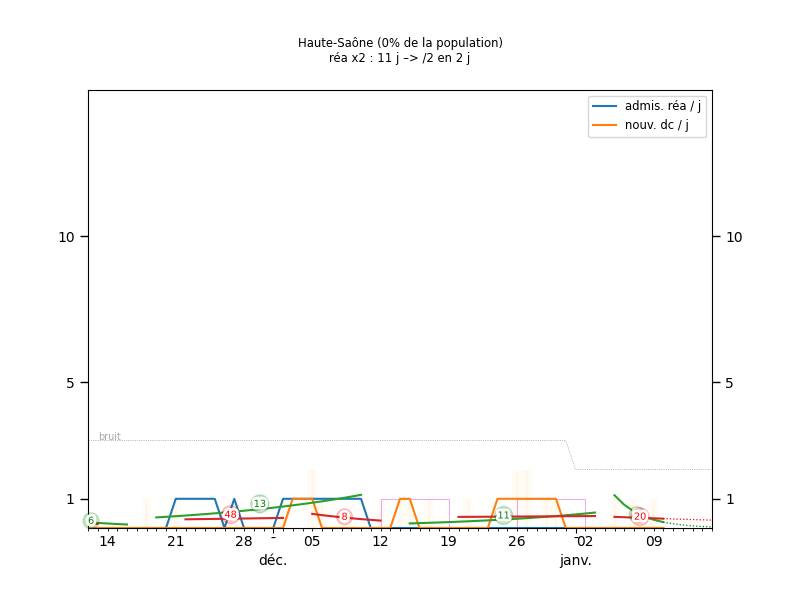 Haute-Saône (0% de la population)
réa x2 : 11 j –> /2 en 2 j
admis. réa / j
nouv. dc / j
10 10
5 5
bruit
1 1
6 48 13 8 11 20
14 21 28 - 05 12 19 26 - 02 09
déc. janv.